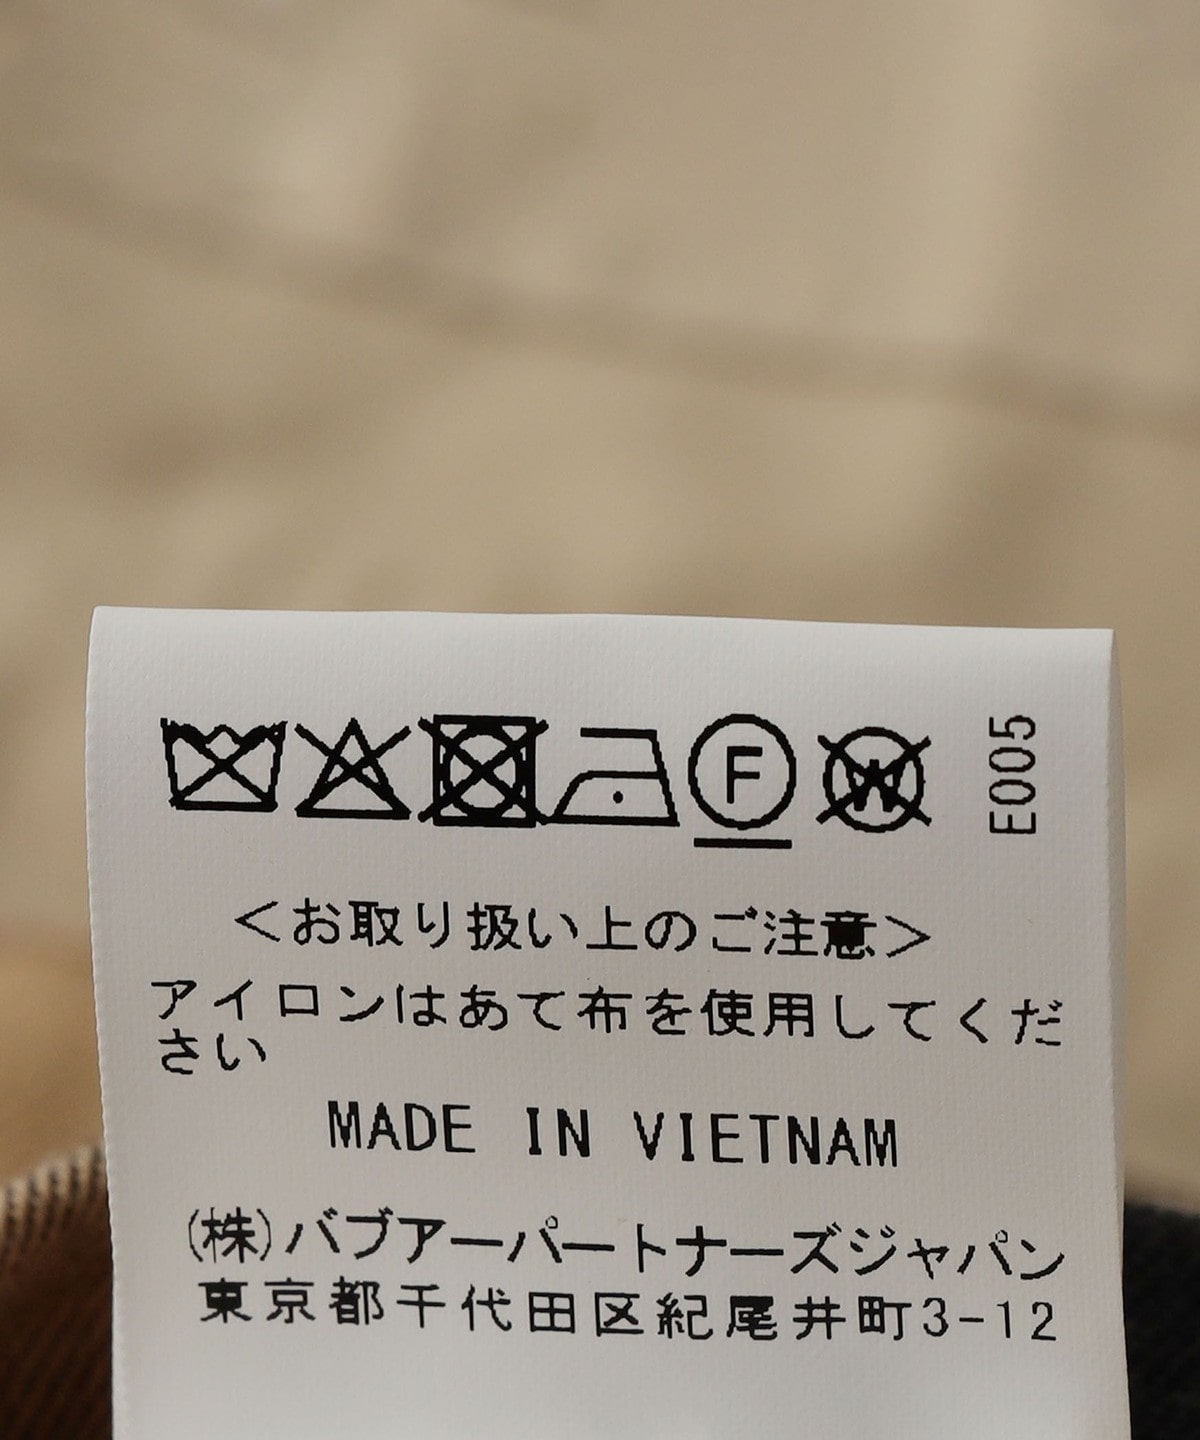 F W E005
＜お取り扱い上のご注意＞
アイロンはあて布を使用してくだ
さい
MADE IN VIETNAM
(株)バブアーパートナーズジャパン
東京都千代田区紀尾井町3-12